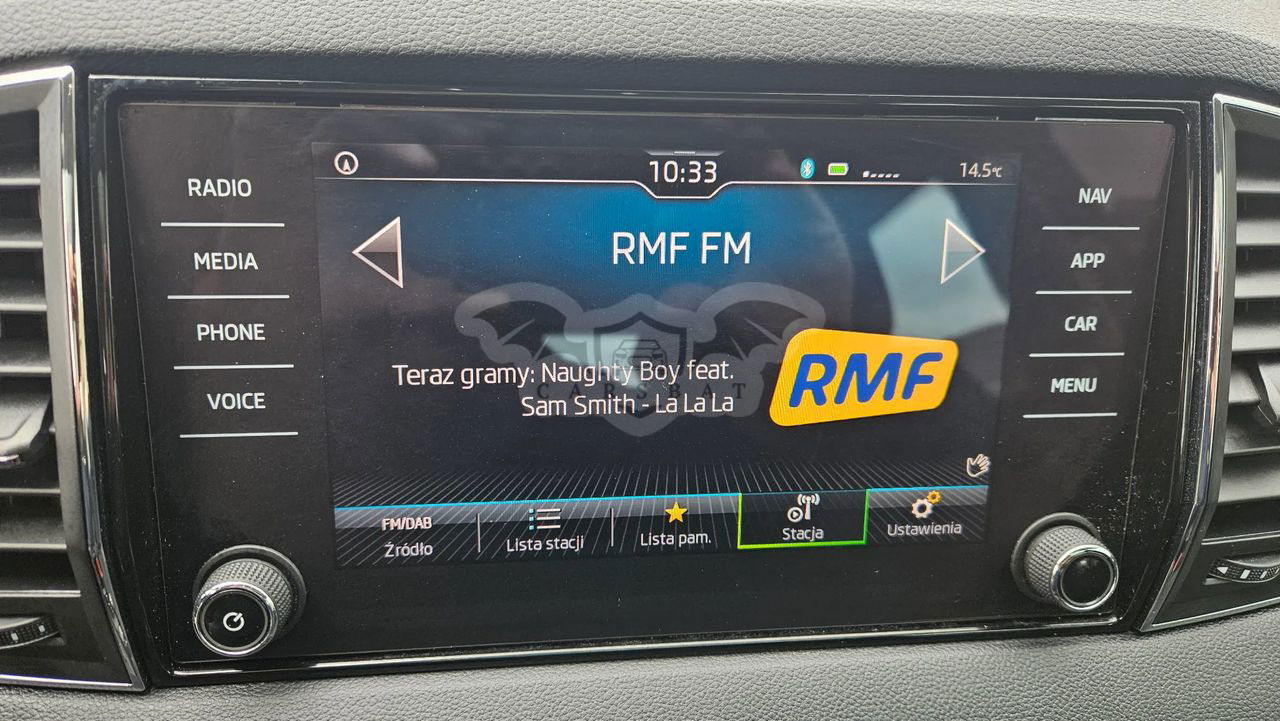 RADIO
MEDIA
PHONE
VOICE
10:33
14.5°C
RMF FM
Teraz gramy: Naughty Boy feat.
Sam Smith - La La La
CARSBAT
RMF
FM/DAB
Źródło
Lista stacji
Lista pam.
Stacja
Ustawienia
NAV
APP
CAR
MENU